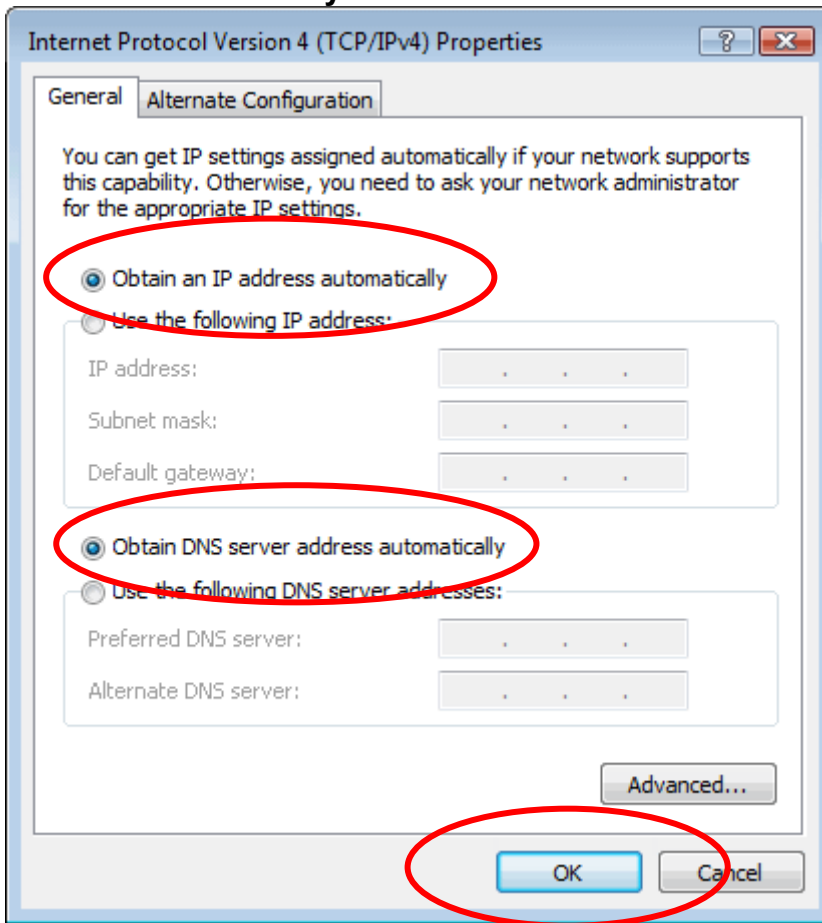 Internet Protocol Version 4 (TCP/IPv4) Properties
General
Alternate Configuration
You can get IP settings assigned automatically if your network supports
this capability. Otherwise, you need to ask your network administrator
for the appropriate IP settings.
Obtain an IP address automatically
Use the following IP address:
IP address:
Subnet mask:
Default gateway:
Obtain DNS server address automatically
Use the following DNS server addresses:
Preferred DNS server:
Alternate DNS server:
Advanced...
OK
Cancel